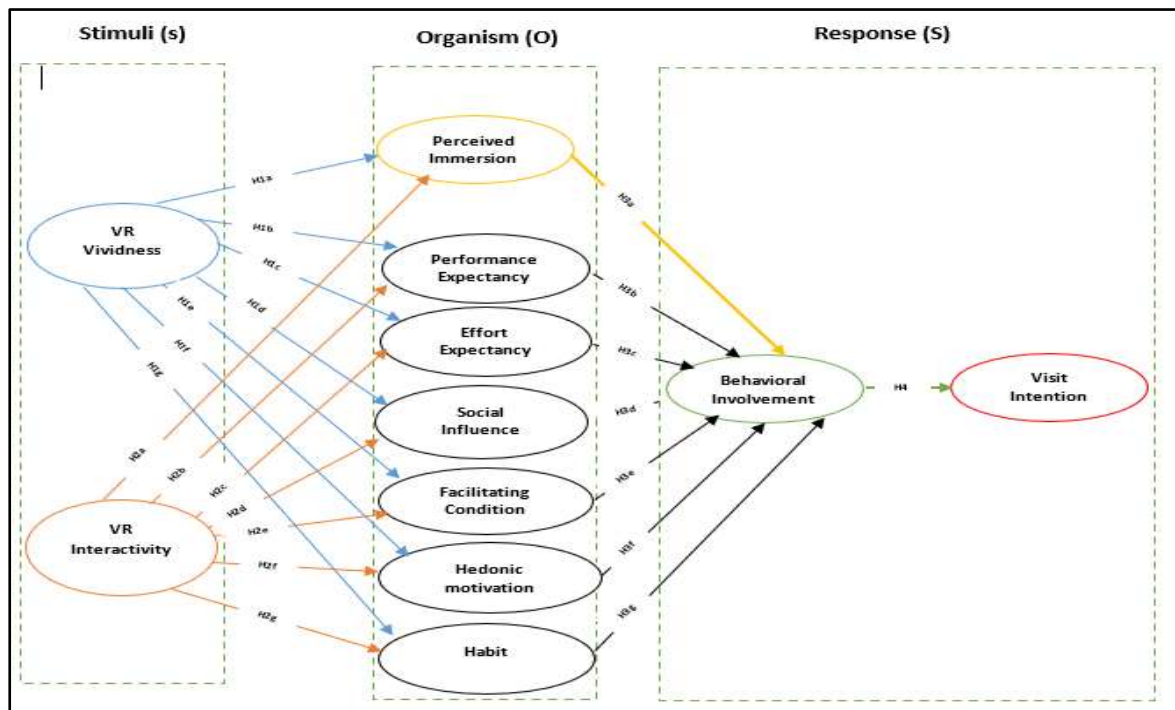 Stimuli (s)
Organism (O)
Response (S)
Perceived
Immersion
H1a
H3a
H1b
VR
Vividness
Performance
Expectancy
H1c
H1e
H1d
H3b
H1f
Effort
Expectancy
H3c
H1g
Behavioral
Involvement
H4
Visit
Intention
Social
Influence
H3d
H2a
H2b
H2c
H2d
H3e
Facilitating
Condition
H2e
VR
Interactivity
H2f
Hedonic
motivation
H3f
H2g
H3g
Habit